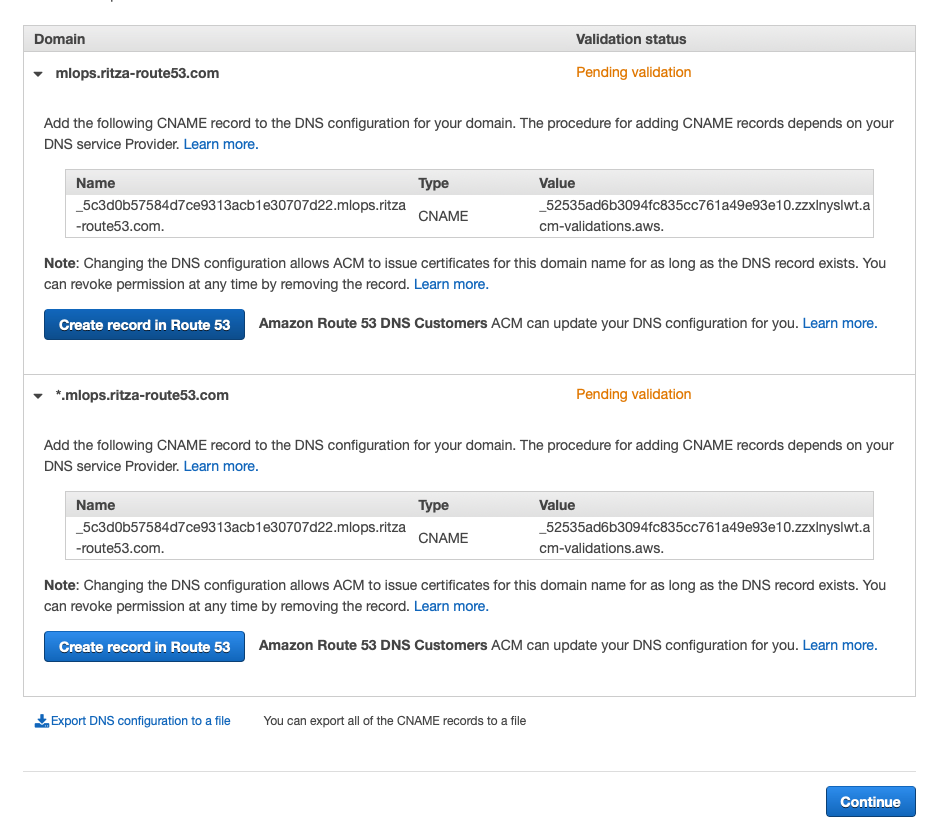 Domain Validation status
mlops.ritza-route53.com Pending validation
Add the following CNAME record to the DNS configuration for your domain. The procedure for adding CNAME records depends on your
DNS service Provider. Learn more.
Name Type Value
_5c3d0b57584d7ce9313acb1e30707d22.mlops.ritza
-route53.com.
CNAME
_52535ad6b3094fc835cc761a49e93e10.zzxlnyslwt.a
cm-validations.aws.
Note: Changing the DNS configuration allows ACM to issue certificates for this domain name for as long as the DNS record exists. You
can revoke permission at any time by removing the record. Learn more.
Create record in Route 53 Amazon Route 53 DNS Customers ACM can update your DNS configuration for you. Learn more.
*.mlops.ritza-route53.com Pending validation
Add the following CNAME record to the DNS configuration for your domain. The procedure for adding CNAME records depends on your
DNS service Provider. Learn more.
Name Type Value
_5c3d0b57584d7ce9313acb1e30707d22.mlops.ritza
-route53.com.
CNAME
_52535ad6b3094fc835cc761a49e93e10.zzxlnyslwt.a
cm-validations.aws.
Note: Changing the DNS configuration allows ACM to issue certificates for this domain name for as long as the DNS record exists. You
can revoke permission at any time by removing the record. Learn more.
Create record in Route 53 Amazon Route 53 DNS Customers ACM can update your DNS configuration for you. Learn more.
Export DNS configuration to a file You can export all of the CNAME records to a file
Continue